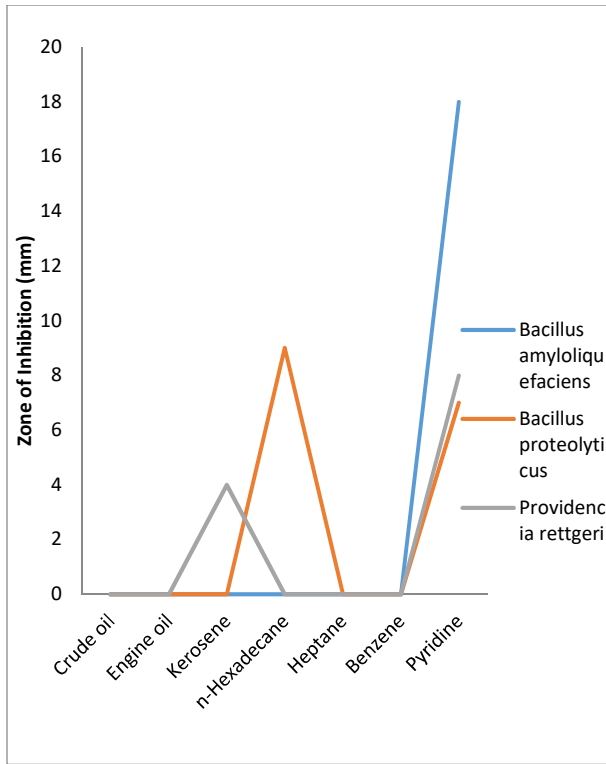 20
18
16
14
12
10
8
6
4
2
0
Zone of Inhibition (mm)
Crude oil
Engine oil
Kerosene
n-Hexadecane
Heptane
Benzene
Pyridine
Bacillus
amyloliqu
efaciens
Bacillus
proteolyti
cus
Providenc
ia rettgeri